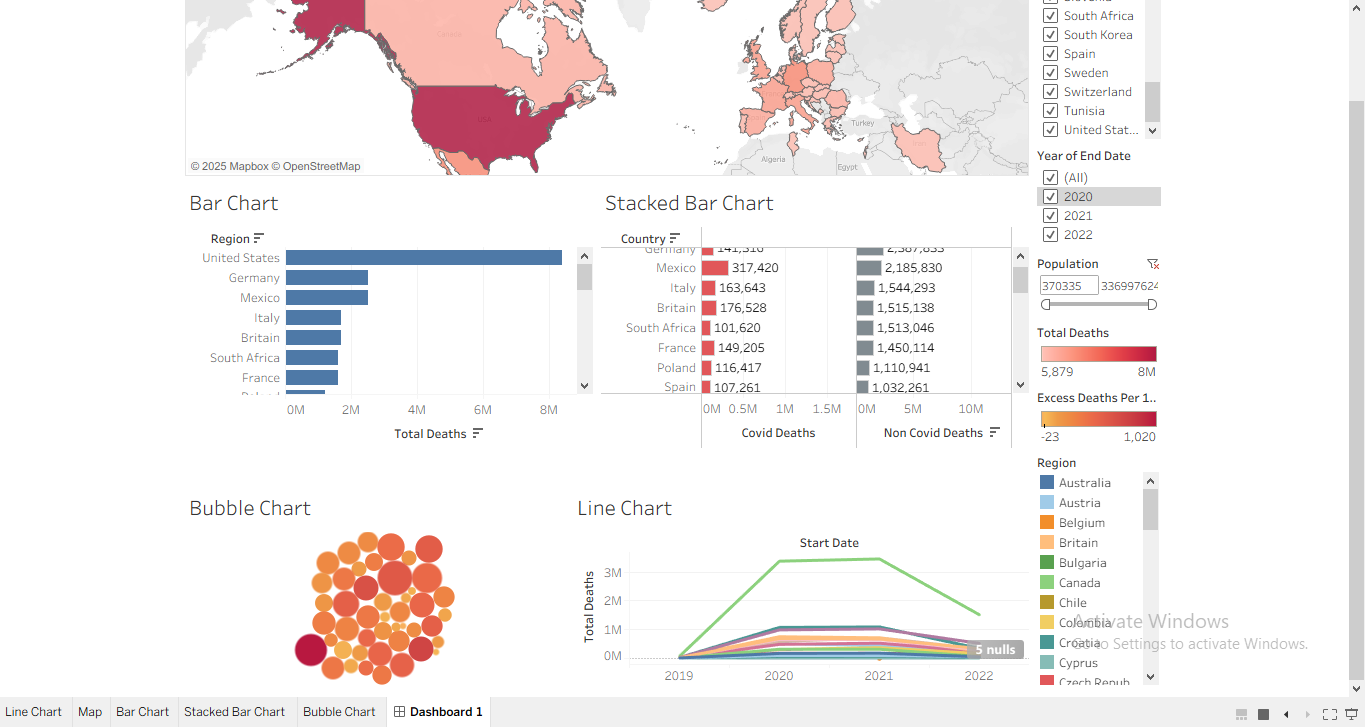 South Africa
South Korea
Spain
Sweden
Switzerland
Tunisia
United Stat...
Canada
USA
Turkey
Algeria
Egypt
© 2025 Mapbox © OpenStreetMap
Year of End Date
(All)
2020
2021
2022
Bar Chart
Region
United States
Germany
Mexico
Italy
Britain
South Africa
France
Poland
0M 2M 4M 6M 8M
Total Deaths
Stacked Bar Chart
Country
Germany 141,316 2,387,855
Mexico 317,420 2,185,830
Italy 163,643 1,544,293
Britain 176,528 1,515,138
South Africa 101,620 1,513,046
France 149,205 1,450,114
Poland 116,417 1,110,941
Spain 107,261 1,032,261
0M 0.5M 1M 1.5M 0M 5M 10M
Covid Deaths Non Covid Deaths
Population
370335 336997624
Total Deaths
5,879 8M
Excess Deaths Per 1..
-23 1,020
Region
Australia
Austria
Belgium
Britain
Bulgaria
Canada
Chile
Colombia
Croatia
Cyprus
Czech Repub
Bubble Chart
Line Chart
Start Date
Total Deaths
3M
2M
1M
0M
5 nulls
2019 2020 2021 2022
Activate Windows
Go to Settings to activate Windows.
Line Chart Map Bar Chart Stacked Bar Chart Bubble Chart Dashboard 1